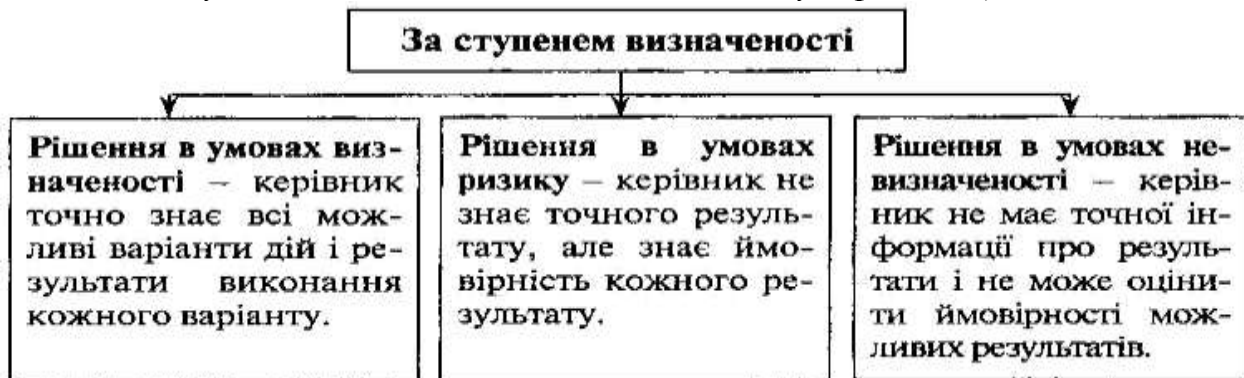 За ступенем визначеності
Рішення в умовах виз-
наченості – керівник
точно знає всі мож-
ливі варіанти дій і ре-
зультати виконання
кожного варіанту.
Рішення в умовах
ризику – керівник не
знає точного резуль-
тату, але знає ймо-
вірність кожного ре-
зультату.
Рішення в умовах не-
визначеності – керів-
ник не має точної ін-
формації про резуль-
тати і не може оціни-
ти ймовірності мож-
ливих результатів.